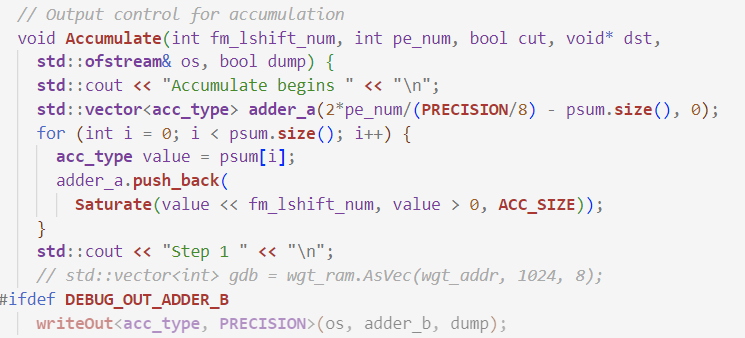 // Output control for accumulation
void Accumulate(int fm_lshift_num, int pe_num, bool cut, void* dst,
std::ofstream& os, bool dump) {
std::cout << "Accumulate begins " << "\n";
std::vector<acc_type> adder_a(2*pe_num/(PRECISION/8) - psum.size(), 0);
for (int i = 0; i < psum.size(); i++) {
acc_type value = psum[i];
adder_a.push_back(
Saturate(value << fm_lshift_num, value > 0, ACC_SIZE));
}
std::cout << "Step 1 " << "\n";
// std::vector<int> gdb = wgt_ram.AsVec(wgt_addr, 1024, 8);
#ifdef DEBUG_OUT_ADDER_B
writeOut<acc_type, PRECISION>(os, adder_b, dump);